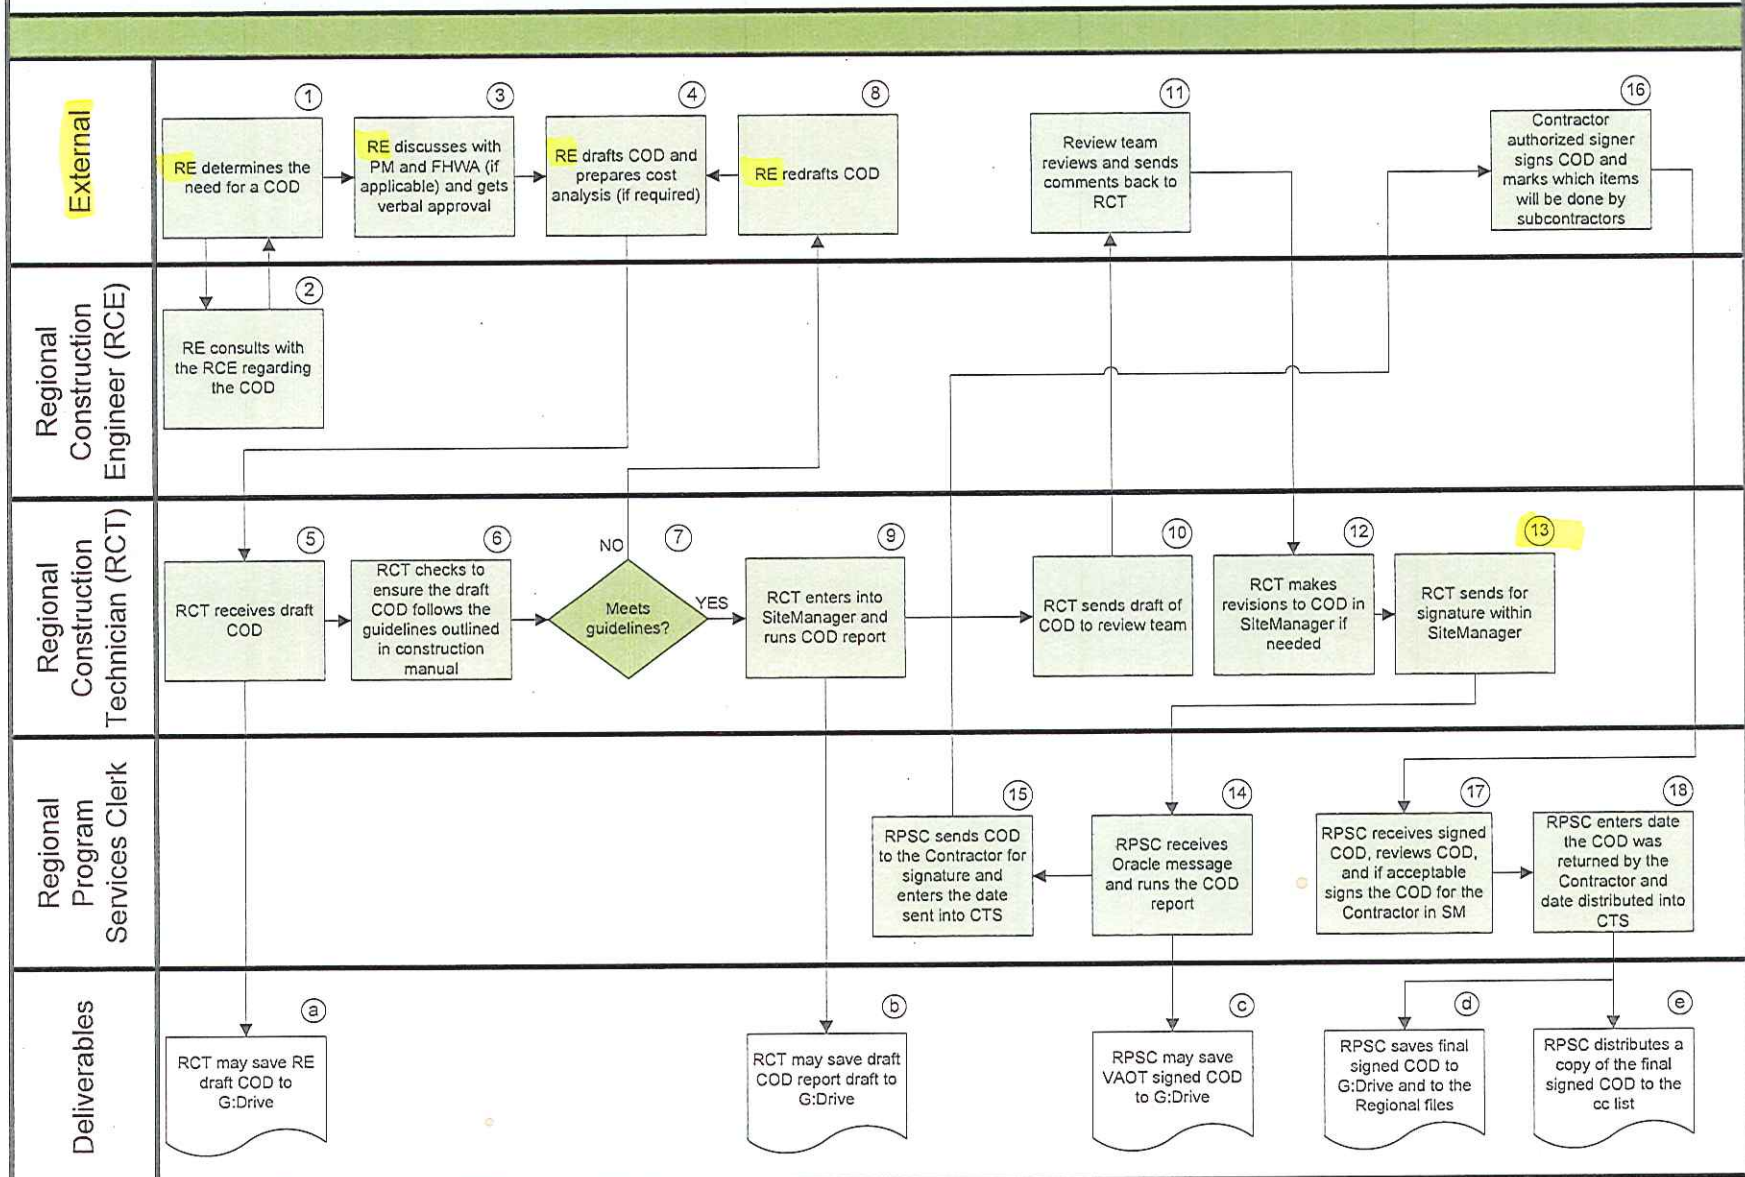 External
1
RE determines the
need for a COD
3
RE discusses with
PM and FHWA (if
applicable) and gets
verbal approval
4
RE drafts COD and
prepares cost
analysis (if required)
8
RE redrafts COD
11
Review team
reviews and sends
comments back to
RCT
16
Contractor
authorized signer
signs COD and
marks which items
will be done by
subcontractors
Regional
Construction
Engineer (RCE)
2
RE consults with
the RCE regarding
the COD
Regional
Construction
Technician (RCT)
5
RCT receives draft
COD
6
RCT checks to
ensure the draft
COD follows the
guidelines outlined
in construction
manual
7
NO
Meets
guidelines?
YES
9
RCT enters into
SiteManager and
runs COD report
10
RCT sends draft of
COD to review team
12
RCT makes
revisions to COD in
SiteManager if
needed
13
RCT sends for
signature within
SiteManager
Regional
Program
Services Clerk
15
RPSC sends COD
to the Contractor for
signature and
enters the date
sent into CTS
14
RPSC receives
Oracle message
and runs the COD
report
17
RPSC receives signed
COD, reviews COD,
and if acceptable
signs the COD for the
Contractor in SM
18
RPSC enters date
the COD was
returned by the
Contractor and
date distributed into
CTS
Deliverables
a
RCT may save RE
draft COD to
G:Drive
b
RCT may save draft
COD report draft to
G:Drive
c
RPSC may save
VAOT signed COD
to G:Drive
d
RPSC saves final
signed COD to
G:Drive and to the
Regional files
e
RPSC distributes a
copy of the final
signed COD to the
cc list